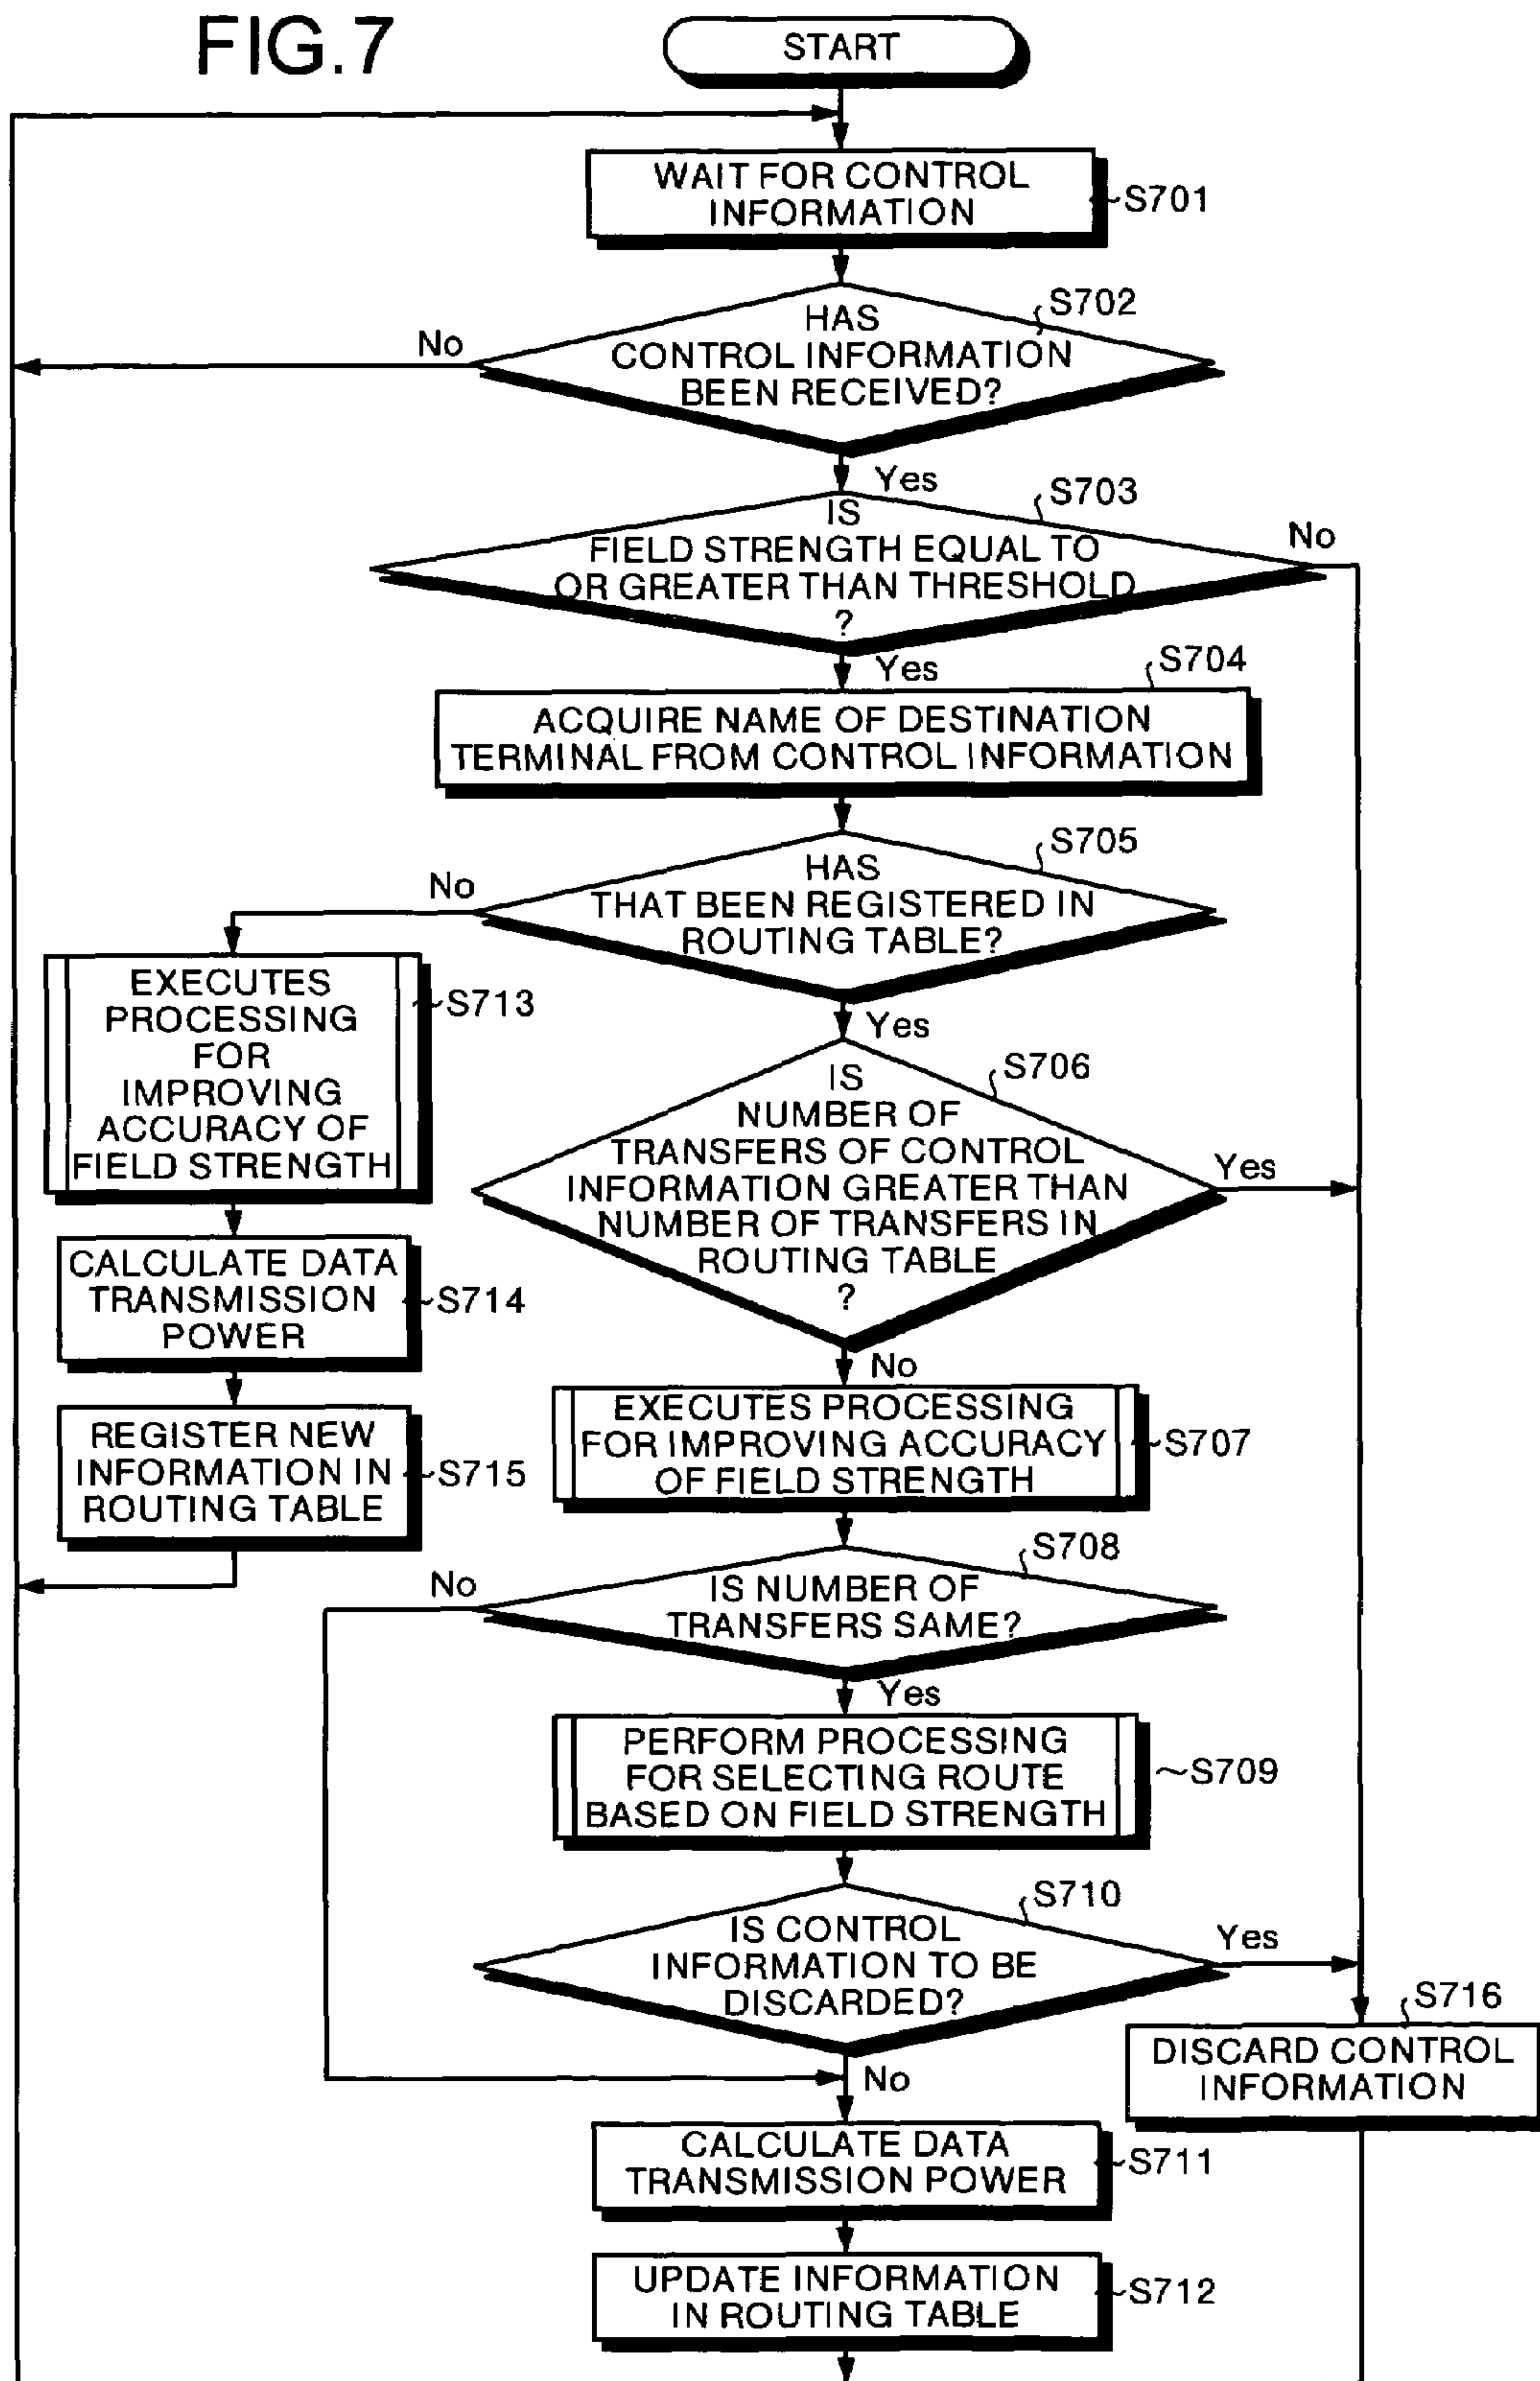 FIG.7
START
WAIT FOR CONTROL
INFORMATION
S701
S702
HAS
CONTROL INFORMATION
BEEN RECEIVED?
No
Yes
S703
IS
FIELD STRENGTH EQUAL TO
OR GREATER THAN THRESHOLD
?
No
Yes
S704
ACQUIRE NAME OF DESTINATION
TERMINAL FROM CONTROL INFORMATION
S705
HAS
THAT BEEN REGISTERED IN
ROUTING TABLE?
No
Yes
EXECUTES
PROCESSING
FOR
IMPROVING
ACCURACY OF
FIELD STRENGTH
S713
CALCULATE DATA
TRANSMISSION
POWER
S714
REGISTER NEW
INFORMATION IN
ROUTING TABLE
S715
S706
IS
NUMBER OF
TRANSFERS OF CONTROL
INFORMATION GREATER THAN
NUMBER OF TRANSFERS IN
ROUTING TABLE
?
Yes
No
EXECUTES PROCESSING
FOR IMPROVING ACCURACY
OF FIELD STRENGTH
S707
S708
IS NUMBER OF
TRANSFERS SAME?
No
Yes
PERFORM PROCESSING
FOR SELECTING ROUTE
BASED ON FIELD STRENGTH
S709
S710
IS CONTROL
INFORMATION TO BE
DISCARDED?
Yes
No
S716
DISCARD CONTROL
INFORMATION
CALCULATE DATA
TRANSMISSION POWER
S711
UPDATE INFORMATION
IN ROUTING TABLE
S712